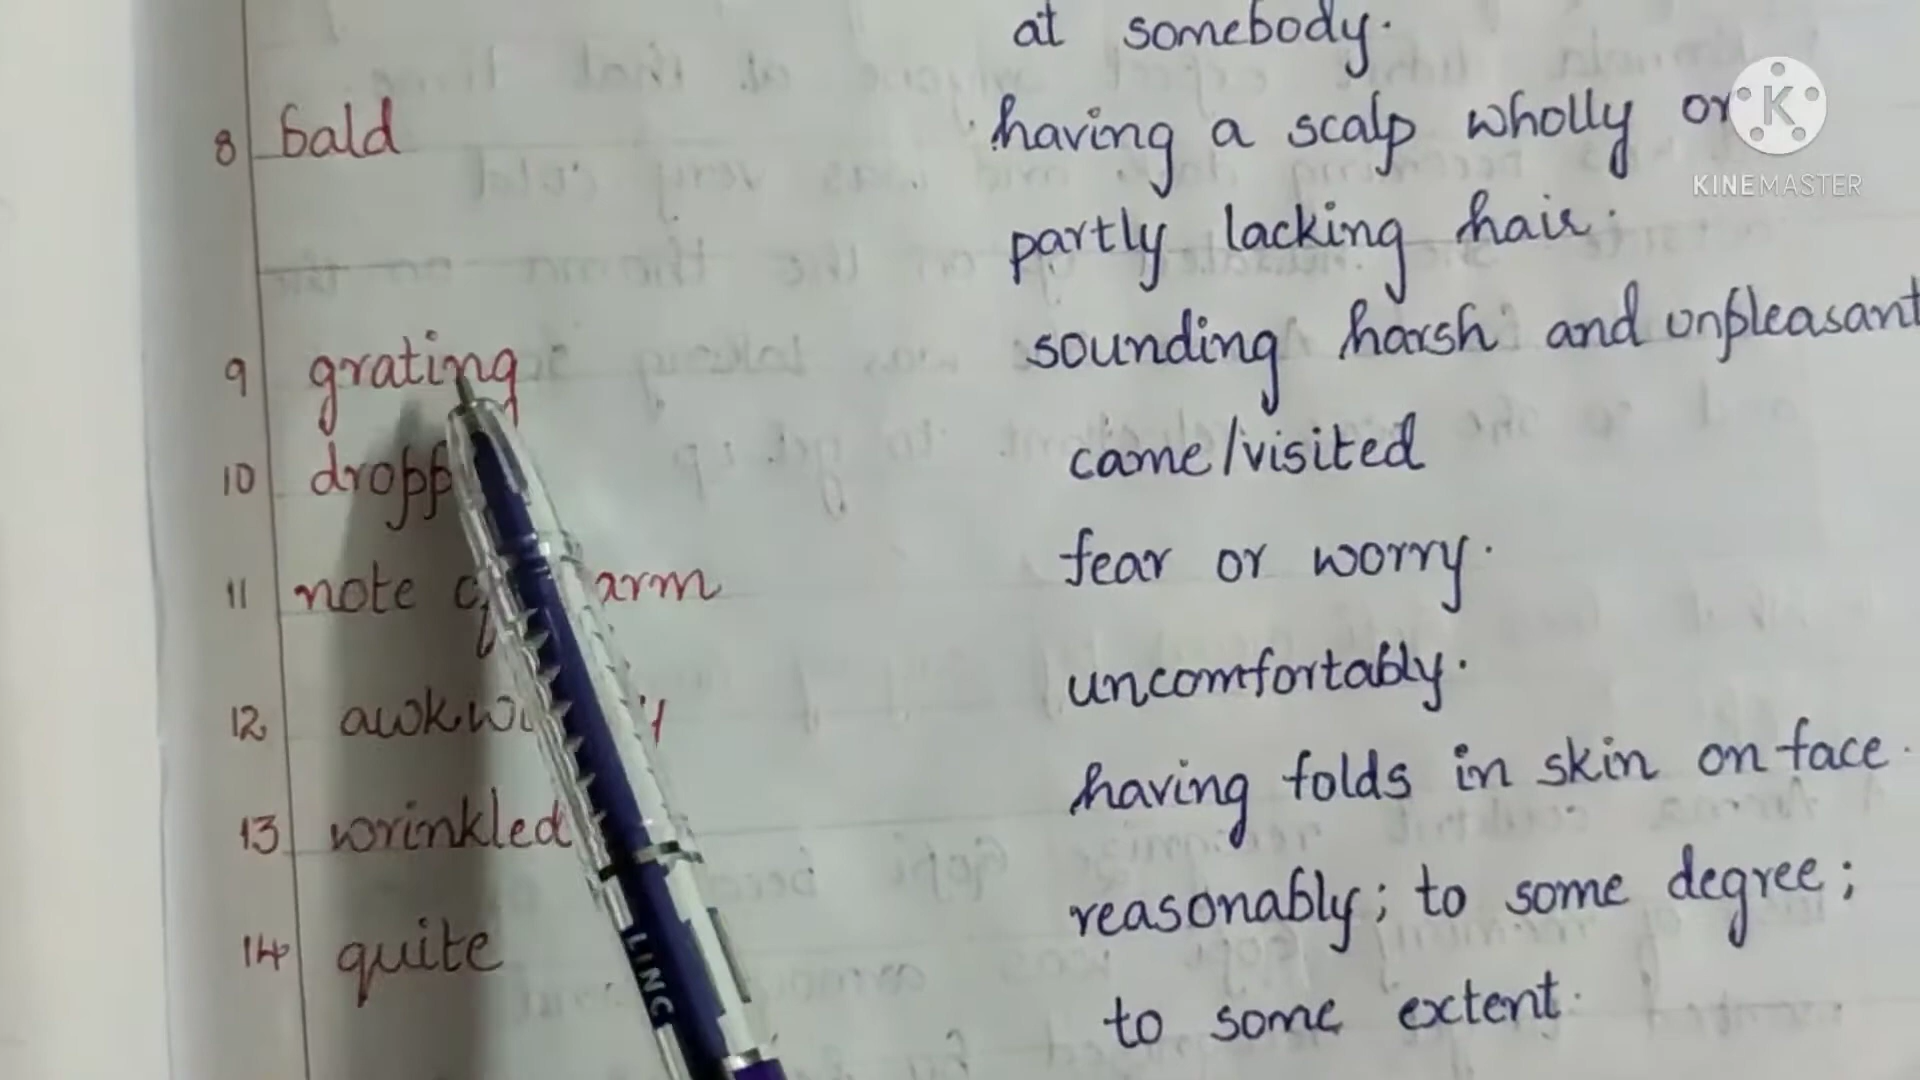 at somebody.
8 bald having a scalp wholly or
partly lacking hair.
9 grating sounding harsh and unpleasant
10 came/visited
11 note fear or worry.
12 uncomfortably.
13 wrinkled having folds in skin on face.
14 quite reasonably; to some degree;
to some extent.
K
KINEMASTER
LINC